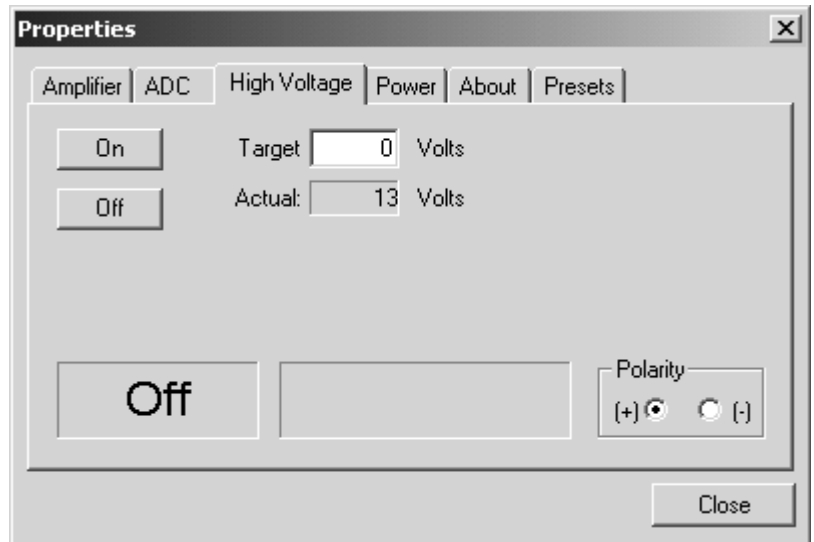 Properties
Amplifier ADC High Voltage Power About Presets
On Target 0 Volts
Off Actual: 13 Volts
Polarity
Off (+) (-)
Close